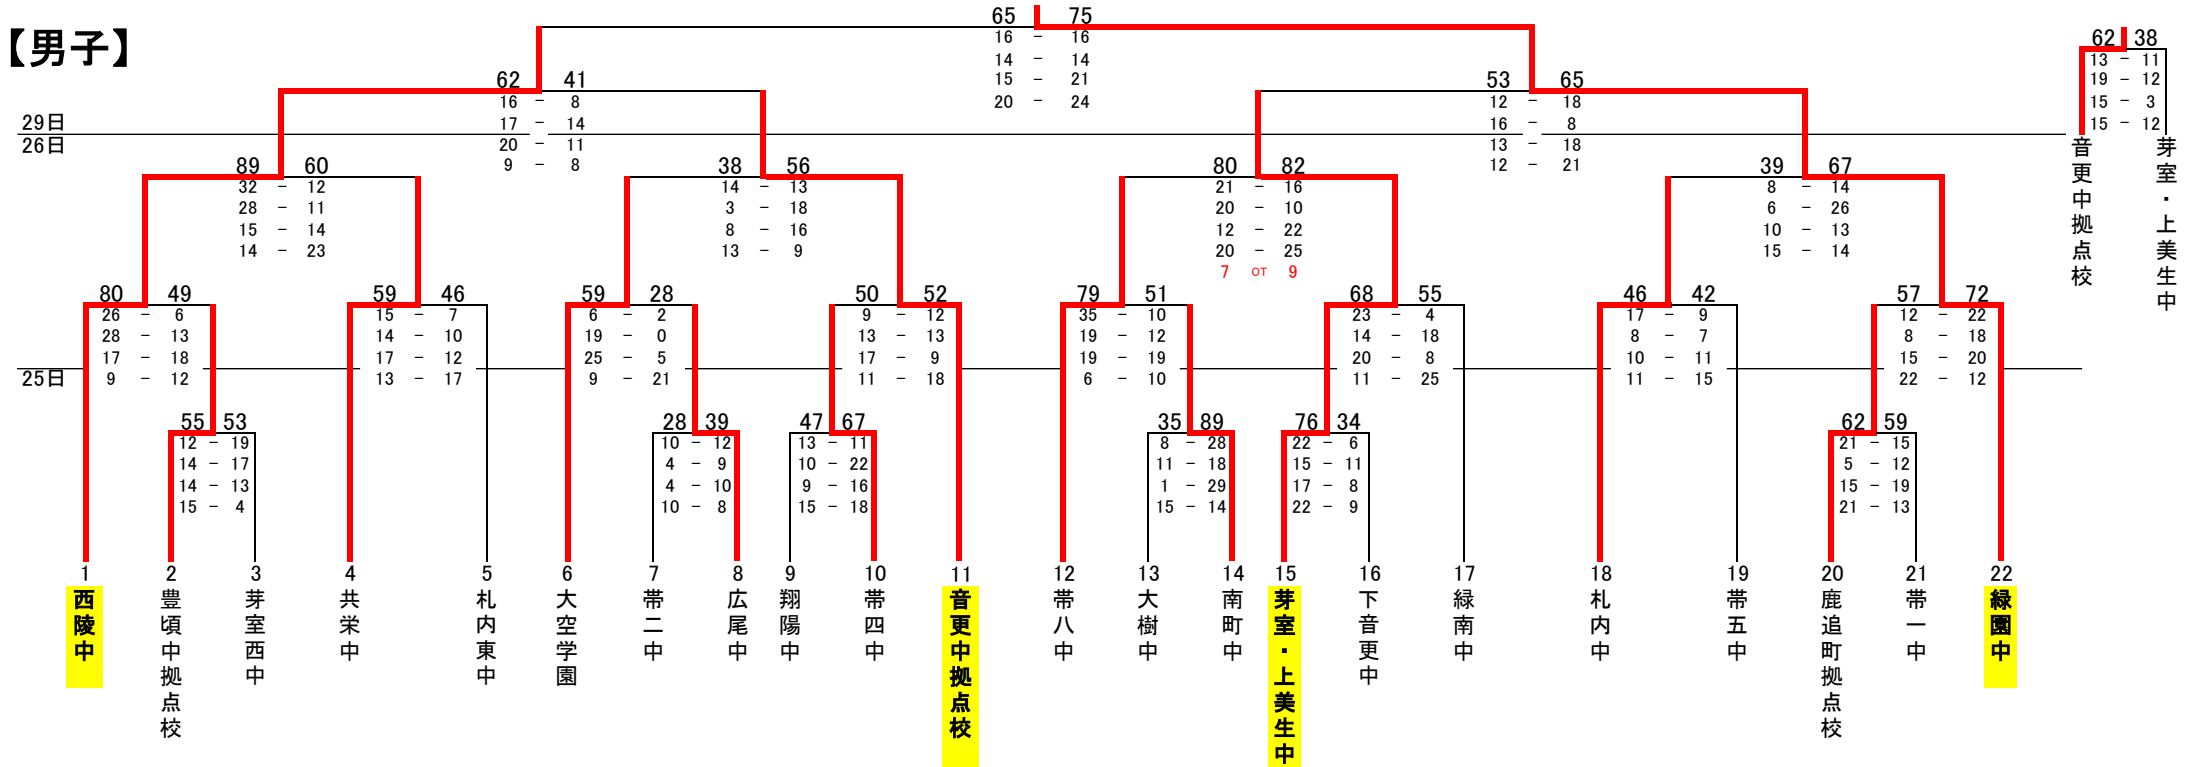 【男子】
65 75
16 - 16
14 - 14
15 - 21
20 - 24
62 38
13 - 11
19 - 12
15 - 3
15 - 12
音更中拠点校
芽室・上美生中
62 41
16 - 8
17 - 14
20 - 11
9 - 8
53 65
12 - 18
16 - 8
13 - 18
12 - 21
29日
26日
89 60
32 - 12
28 - 11
15 - 14
14 - 23
38 56
14 - 13
3 - 18
8 - 16
13 - 9
80 82
21 - 16
20 - 10
12 - 22
20 - 25
7 OT 9
39 67
8 - 14
6 - 26
10 - 13
15 - 14
80 49
26 - 6
28 - 13
17 - 18
9 - 12
59 46
15 - 7
14 - 10
17 - 12
13 - 17
59 28
6 - 2
19 - 0
25 - 5
9 - 21
50 52
9 - 12
13 - 13
17 - 9
11 - 18
79 51
35 - 10
19 - 12
19 - 19
6 - 10
68 55
23 - 4
14 - 18
20 - 8
11 - 25
46 42
17 - 9
8 - 7
10 - 11
11 - 15
57 72
12 - 22
8 - 18
15 - 20
22 - 12
25日
55 53
12 - 19
14 - 17
14 - 13
15 - 4
28 39
10 - 12
4 - 9
4 - 10
10 - 8
47 67
13 - 11
10 - 22
9 - 16
15 - 18
35 89
8 - 28
11 - 18
1 - 29
15 - 14
76 34
22 - 6
15 - 11
17 - 8
22 - 9
62 59
21 - 15
5 - 12
15 - 19
21 - 13
1
西陵中
2
豊頃中拠点校
3
芽室西中
4
共栄中
5
札内東中
6
大空学園
7
帯二中
8
広尾中
9
翔陽中
10
帯四中
11
音更中拠点校
12
帯八中
13
大樹中
14
南町中
15
芽室・上美生中
16
下音更中
17
緑南中
18
札内中
19
帯五中
20
鹿追町拠点校
21
帯一中
22
緑園中